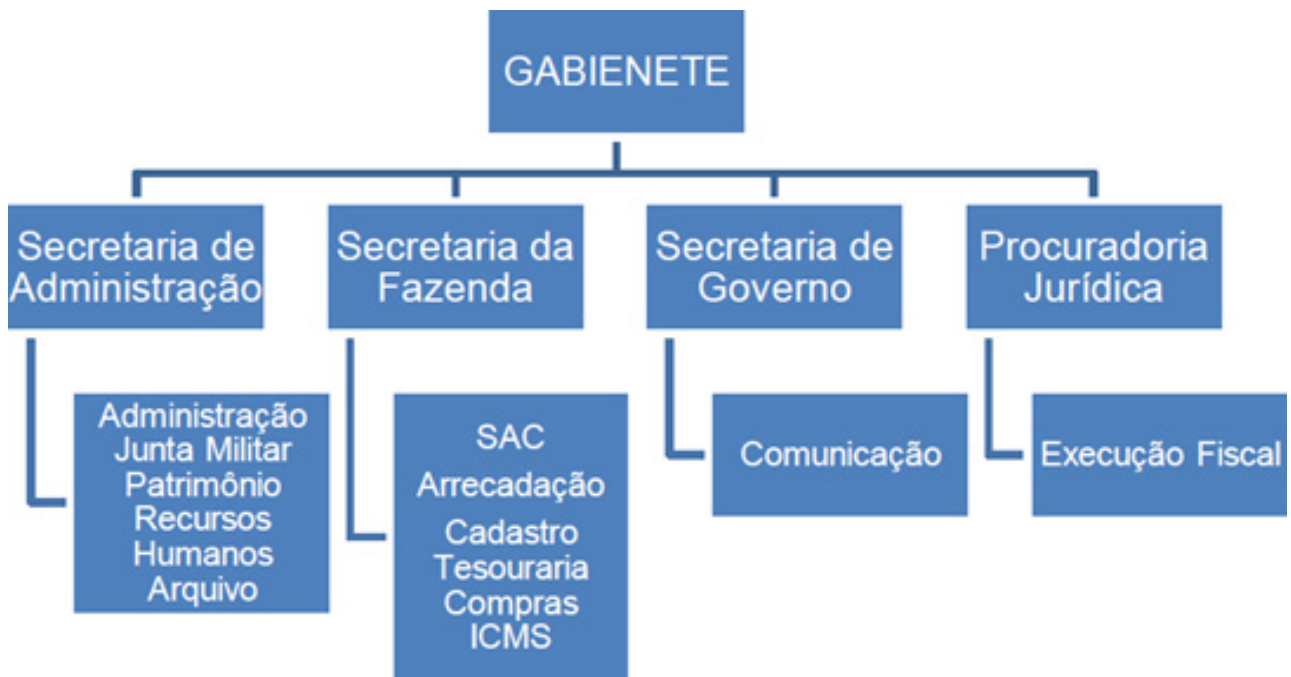 GABIENETE
Secretaria de
Administração
Secretaria da
Fazenda
Secretaria de
Governo
Procuradoria
Jurídica
Administração
Junta Militar
Patrimônio
Recursos
Humanos
Arquivo
SAC
Arrecadação
Cadastro
Tesouraria
Compras
ICMS
Comunicação
Execução Fiscal